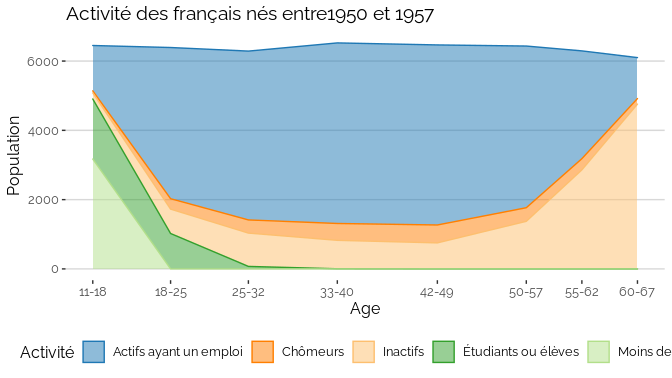 Activité des français nés entre1950 et 1957
Population
6000
4000
2000
0
11-18 18-25 25-32 33-40 42-49 50-57 55-62 60-67
Age
Activité Actifs ayant un emploi Chômeurs Inactifs Étudiants ou élèves Moins de